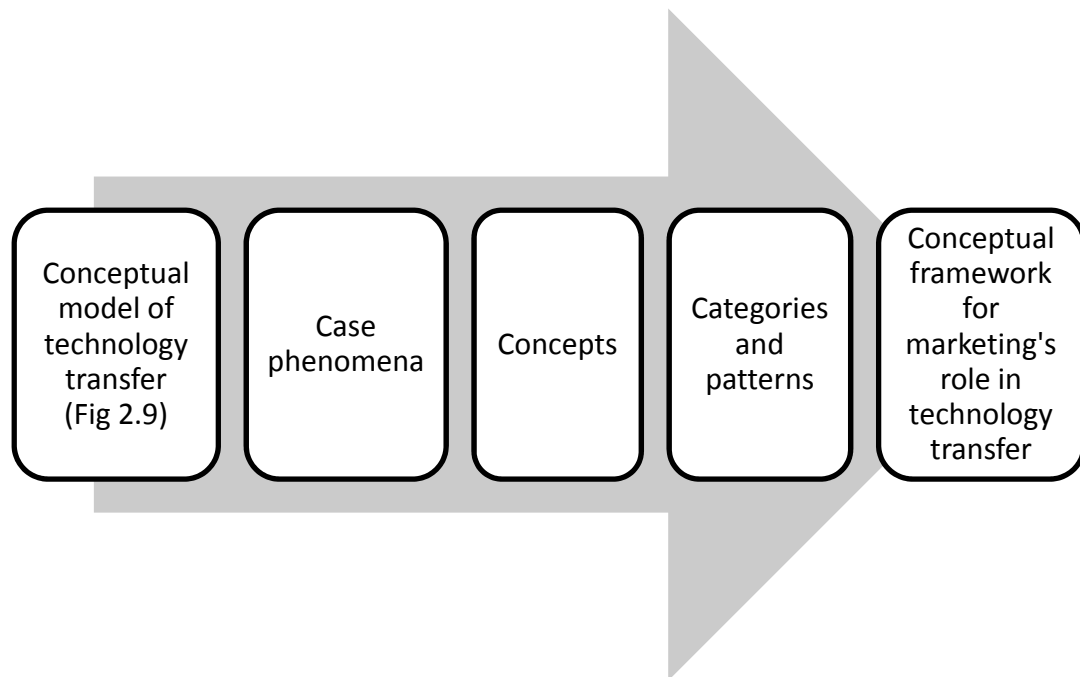 Conceptual
model of
technology
transfer
(Fig 2.9)
Case
phenomena
Concepts
Categories
and
patterns
Conceptual
framework
for
marketing's
role in
technology
transfer